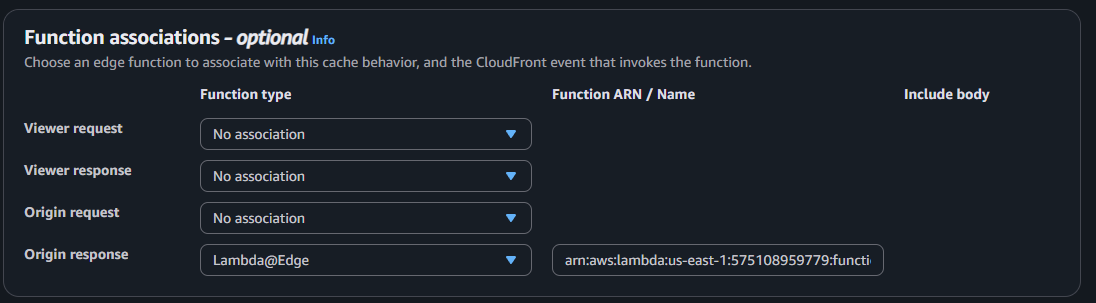 Function associations - optional Info
Choose an edge function to associate with this cache behavior, and the CloudFront event that invokes the function.
Function type Function ARN / Name Include body
Viewer request No association
Viewer response No association
Origin request No association
Origin response Lambda@Edge arn:aws:lambda:us-east-1:575108959779:functi